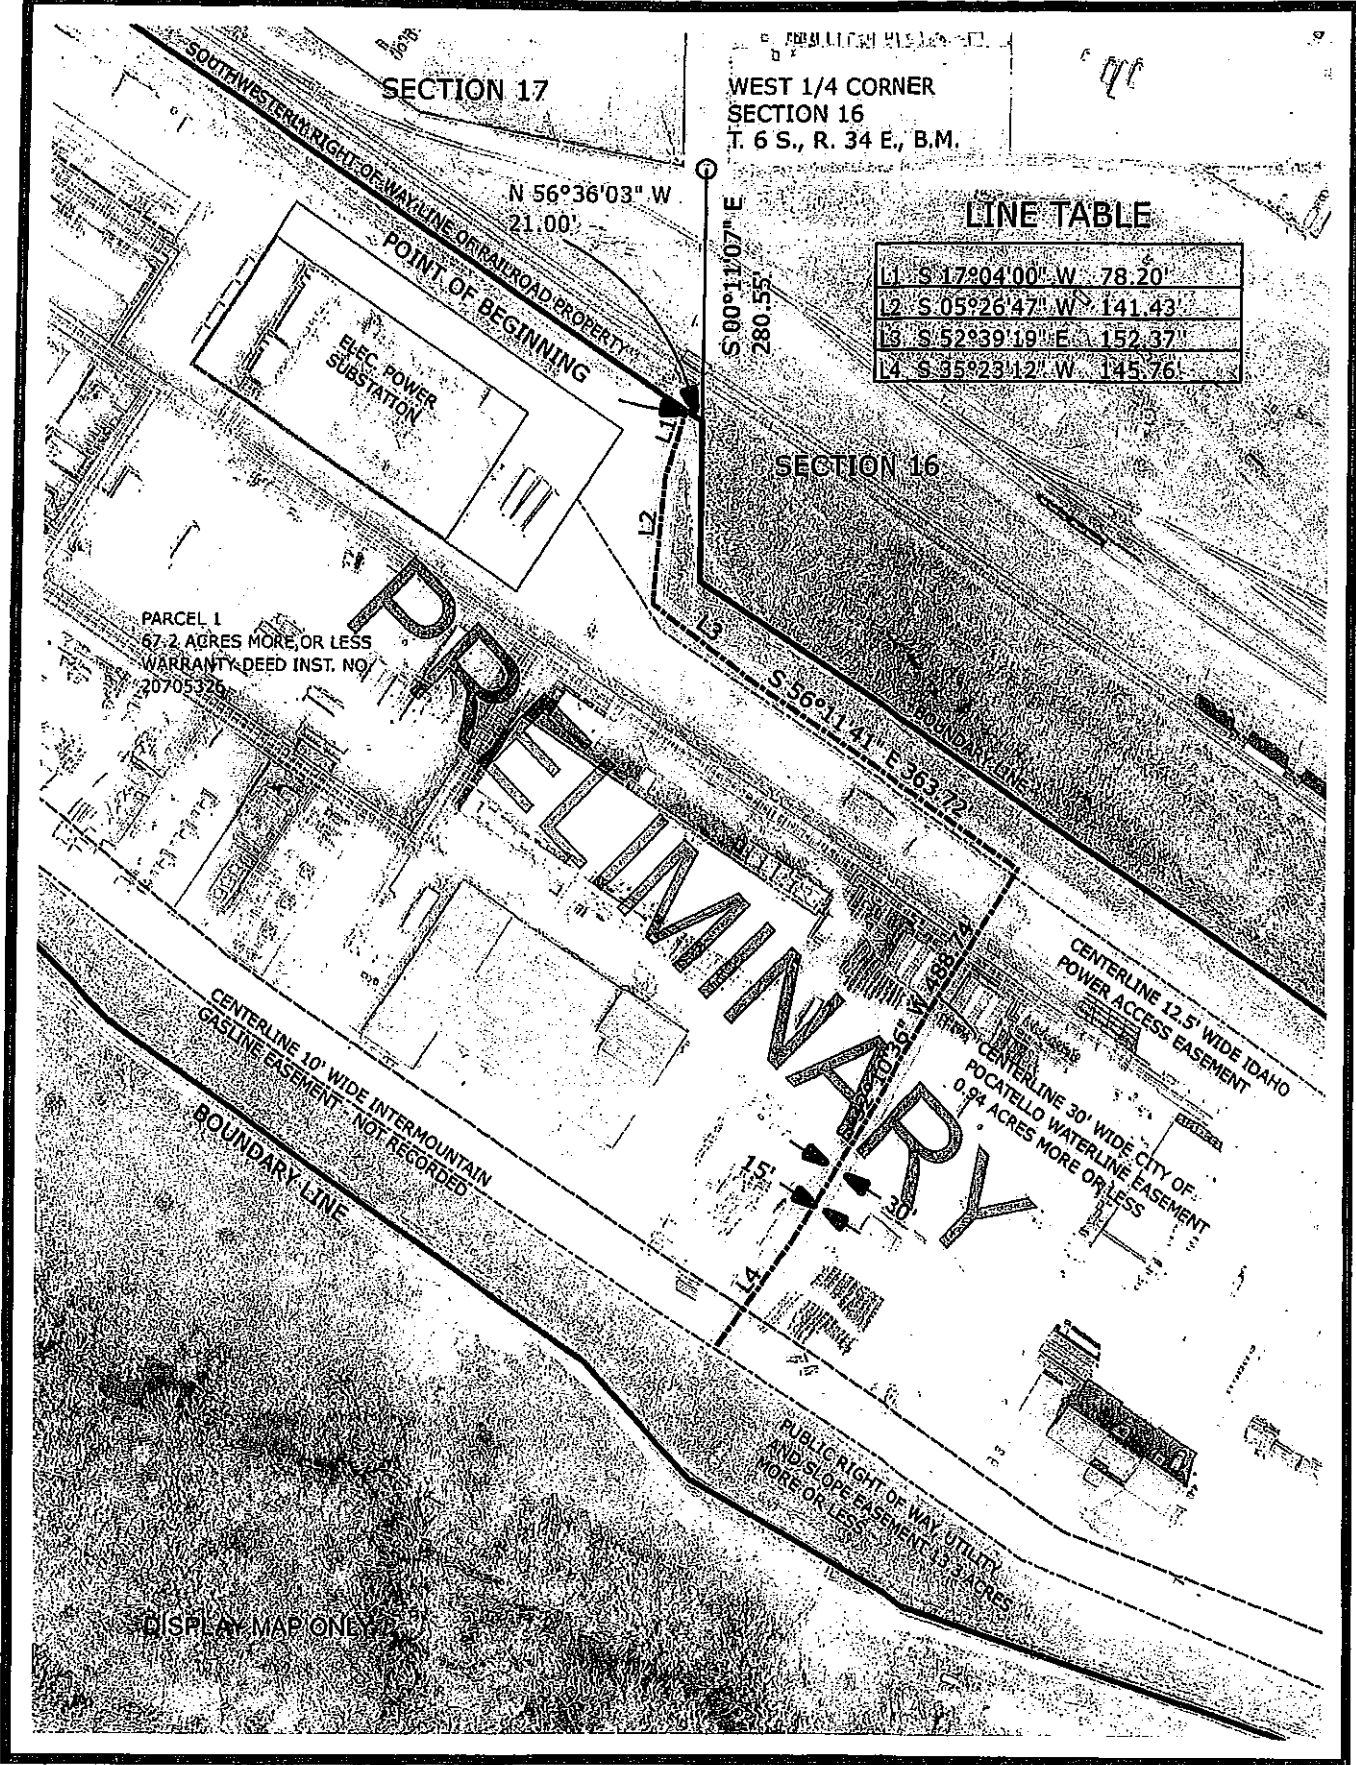 SECTION 17
WEST 1/4 CORNER
SECTION 16
T. 6 S., R. 34 E., B.M.
SOUTHWESTERLY RIGHT-OF-WAY LINE OF RAILROAD PROPERTY
N 56°36'03" W
21.00'
S 00°11'07" E
280.55'
LINE TABLE
L1 S 17°04'00" W 78.20'
L2 S 05°26'47" W 141.43'
L3 S 52°39'19" E 152.37'
L4 S 35°23'12" W 145.76'
POINT OF BEGINNING
ELEC. POWER
SUBSTATION
L1
SECTION 16
L2
L3
PARCEL 1
67.2 ACRES MORE OR LESS
WARRANTY DEED INST. NO.
20705326
S 56°11'41" E 363.72'
BOUNDARY LINE
PRELIMINARY
W 488.74'
CENTERLINE 12.5' WIDE IDAHO
POWER ACCESS EASEMENT
CENTERLINE 30' WIDE CITY OF
POCATELLO WATERLINE EASEMENT
0.94 ACRES MORE OR LESS
CENTERLINE 10' WIDE INTERMOUNTAIN
GASLINE EASEMENT - NOT RECORDED
BOUNDARY LINE
15'
30'
L4
PUBLIC RIGHT OF WAY, UTILITY
AND SLOPE EASEMENT 13.3 ACRES
MORE OR LESS
DISPLAY MAP ONLY